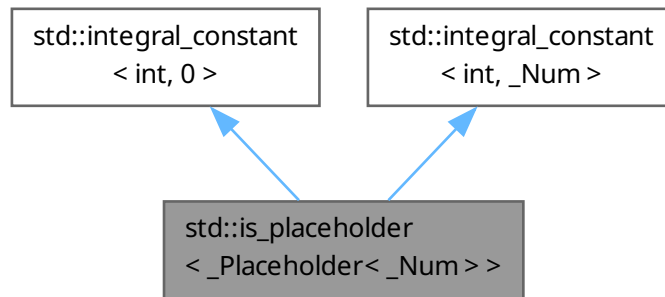 std::integral_constant
< int, 0 >
std::integral_constant
< int, _Num >
std::is_placeholder
< _Placeholder< _Num > >